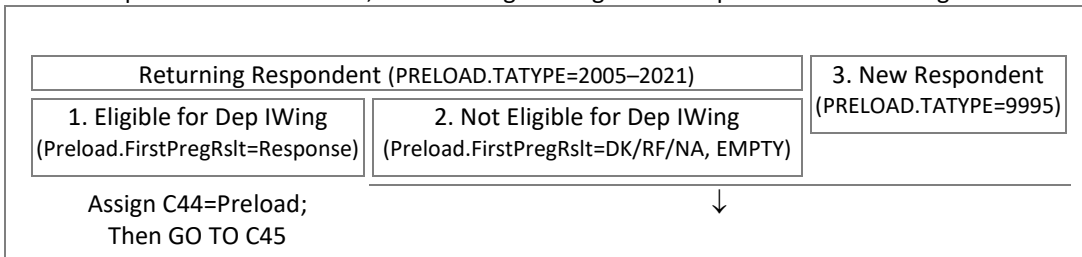 Returning Respondent (PRELOAD.TATYPE=2005–2021)
3. New Respondent
(PRELOAD.TATYPE=9995)
1. Eligible for Dep IWing
(Preload.FirstPregRslt=Response)
2. Not Eligible for Dep IWing
(Preload.FirstPregRslt=DK/RF/NA, EMPTY)
Assign C44=Preload;
Then GO TO C45
↓